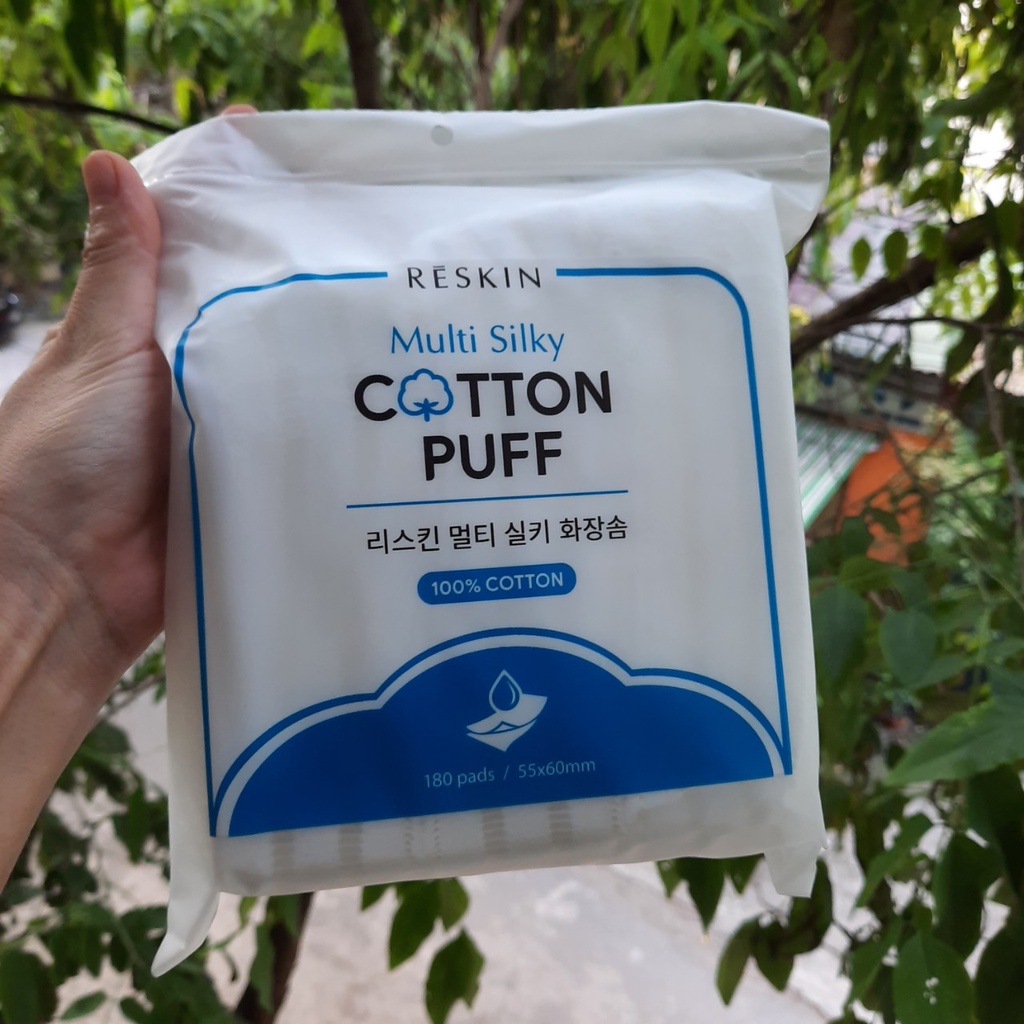 RĒSKIN
Multi Silky
COTTON
PUFF
리스킨 멀티 실키 화장솜
100% COTTON
180 pads / 55x60mm